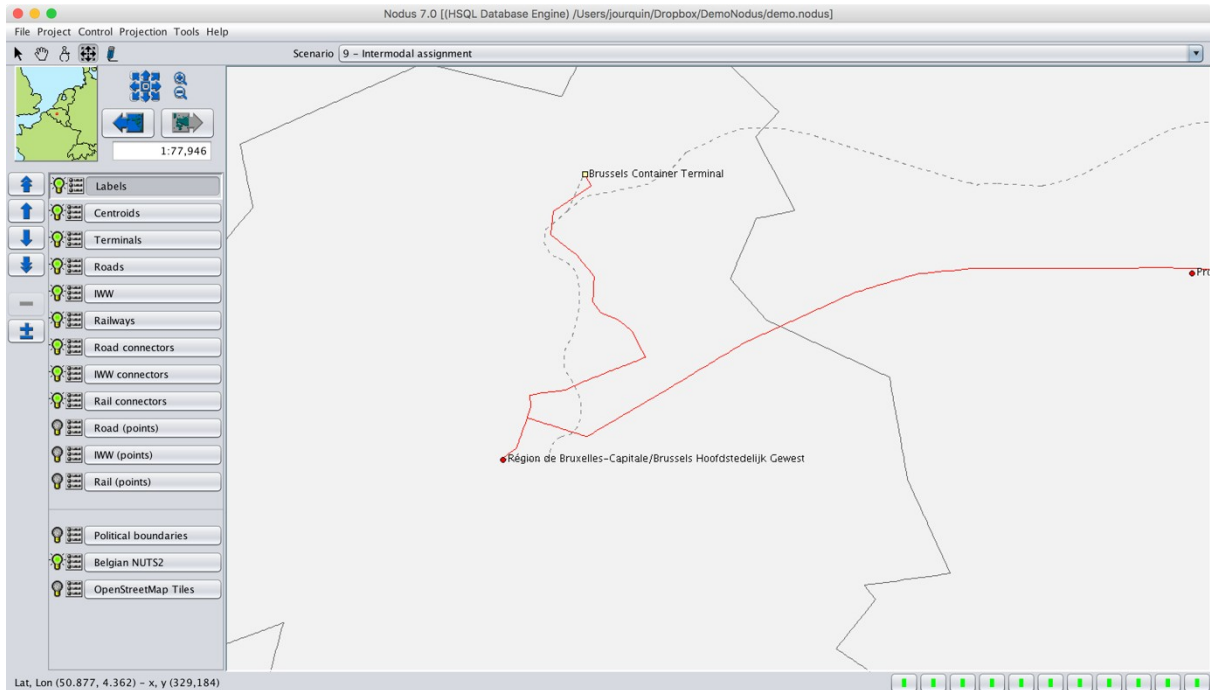 Nodus 7.0 [(HSQL Database Engine) /Users/jourquin/Dropbox/DemoNodus/demo.nodus]
File Project Control Projection Tools Help
Scenario 9 - Intermodal assignment
1:77,946
Labels
Centroids
Terminals
Roads
IWW
Railways
Road connectors
IWW connectors
Rail connectors
Road (points)
IWW (points)
Rail (points)
Political boundaries
Belgian NUTS2
OpenStreetMap Tiles
Brussels Container Terminal
Pro
Région de Bruxelles-Capitale/Brussels Hoofdstedelijk Gewest
Lat, Lon (50.877, 4.362) - x, y (329,184)